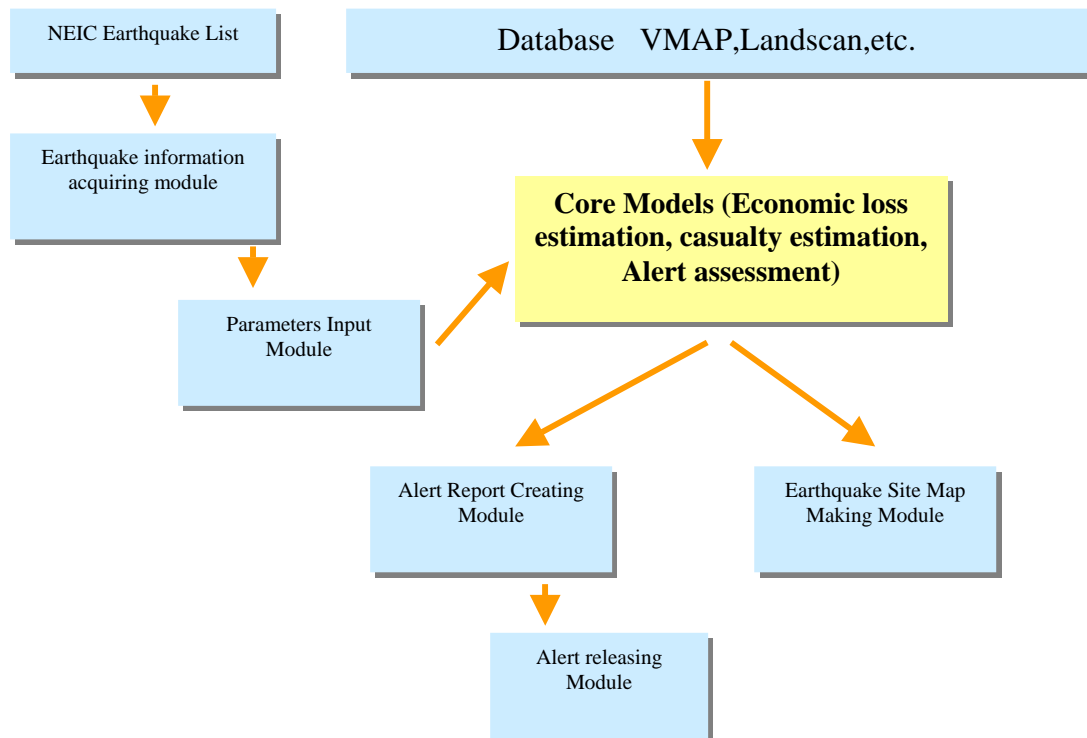 NEIC Earthquake List
Database VMAP,Landscan,etc.
Earthquake information
acquiring module
Core Models (Economic loss
estimation, casualty estimation,
Alert assessment)
Parameters Input
Module
Alert Report Creating
Module
Earthquake Site Map
Making Module
Alert releasing
Module